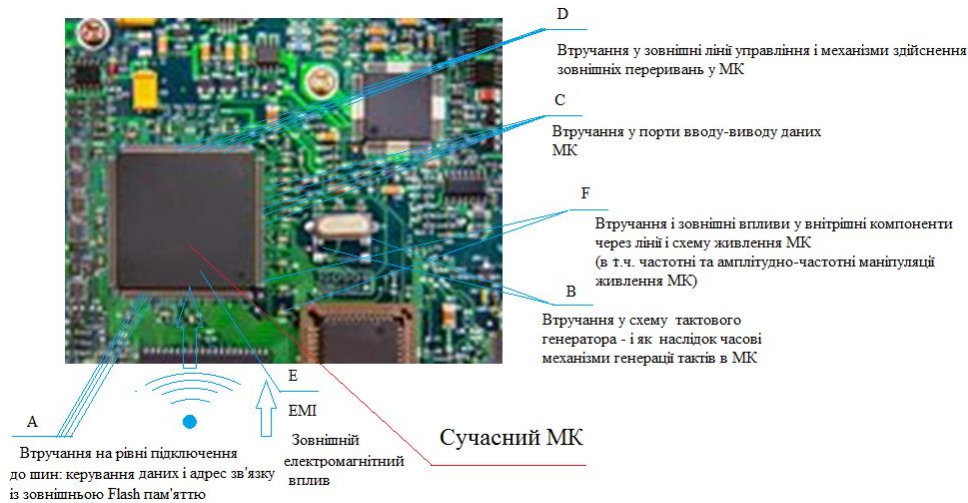 D
Втручання у зовнішні лінії управління і механізми здійснення
зовнішніх переривань у МК
C
Втручання у порти вводу-виводу даних
МК
F
Втручання і зовнішні впливи у внітрішні компоненти
через лінії і схему живлення МК
(в т.ч. частотні та амплітудно-частотні маніпуляції
живлення МК)
B
Втручання у схему тактового
генератора - і як наслідок часові
механізми генерації тактів в МК
E
EMI
Зовнішній
електромагнітний
вплив
Сучасний МК
A
Втручання на рівні підключення
до шин: керування даних і адрес зв'язку
із зовнішньою Flash пам'яттю